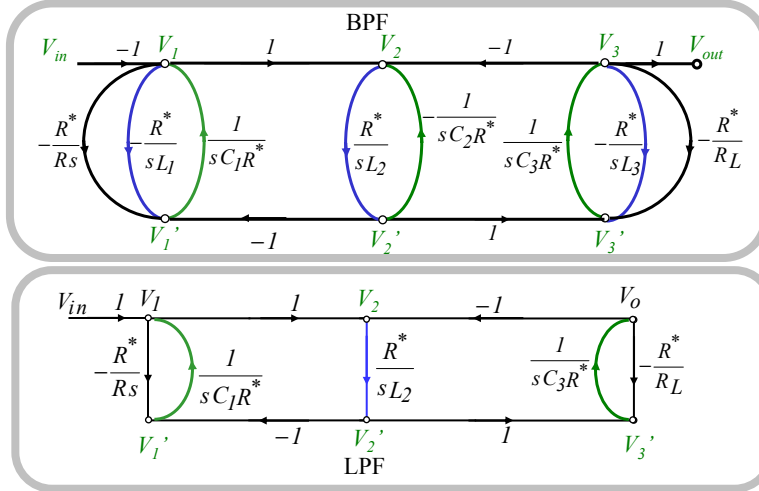 BPF
V_in -1 V_1 1 V_2 -1 V_3 1 V_out
-R*/Rs -R*/sL_1 1/sC_1R* R*/sL_2 -1/sC_2R* 1/sC_3R* -R*/sL_3 -R*/R_L
V_1' -1 V_2' 1 V_3'
V_in 1 V_1 1 V_2 -1 V_o
-R*/Rs 1/sC_1R* R*/sL_2 1/sC_3R* -R*/R_L
V_1' -1 V_2' 1 V_3'
LPF